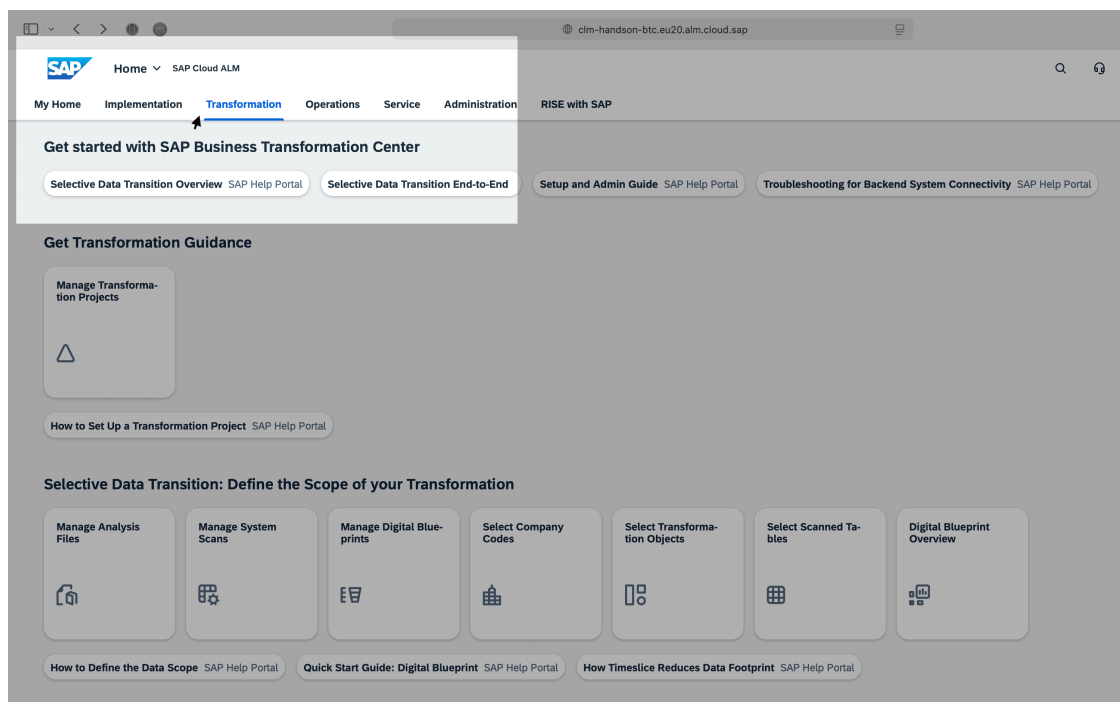 clm-handson-btc.eu20.alm.cloud.sap
SAP Home SAP Cloud ALM
My Home Implementation Transformation Operations Service Administration RISE with SAP
Get started with SAP Business Transformation Center
Selective Data Transition Overview SAP Help Portal Selective Data Transition End-to-End Setup and Admin Guide SAP Help Portal Troubleshooting for Backend System Connectivity SAP Help Portal
Get Transformation Guidance
Manage Transforma-
tion Projects
How to Set Up a Transformation Project SAP Help Portal
Selective Data Transition: Define the Scope of your Transformation
Manage Analysis
Files
Manage System
Scans
Manage Digital Blue-
prints
Select Company
Codes
Select Transforma-
tion Objects
Select Scanned Ta-
bles
Digital Blueprint
Overview
How to Define the Data Scope SAP Help Portal Quick Start Guide: Digital Blueprint SAP Help Portal How Timeslice Reduces Data Footprint SAP Help Portal